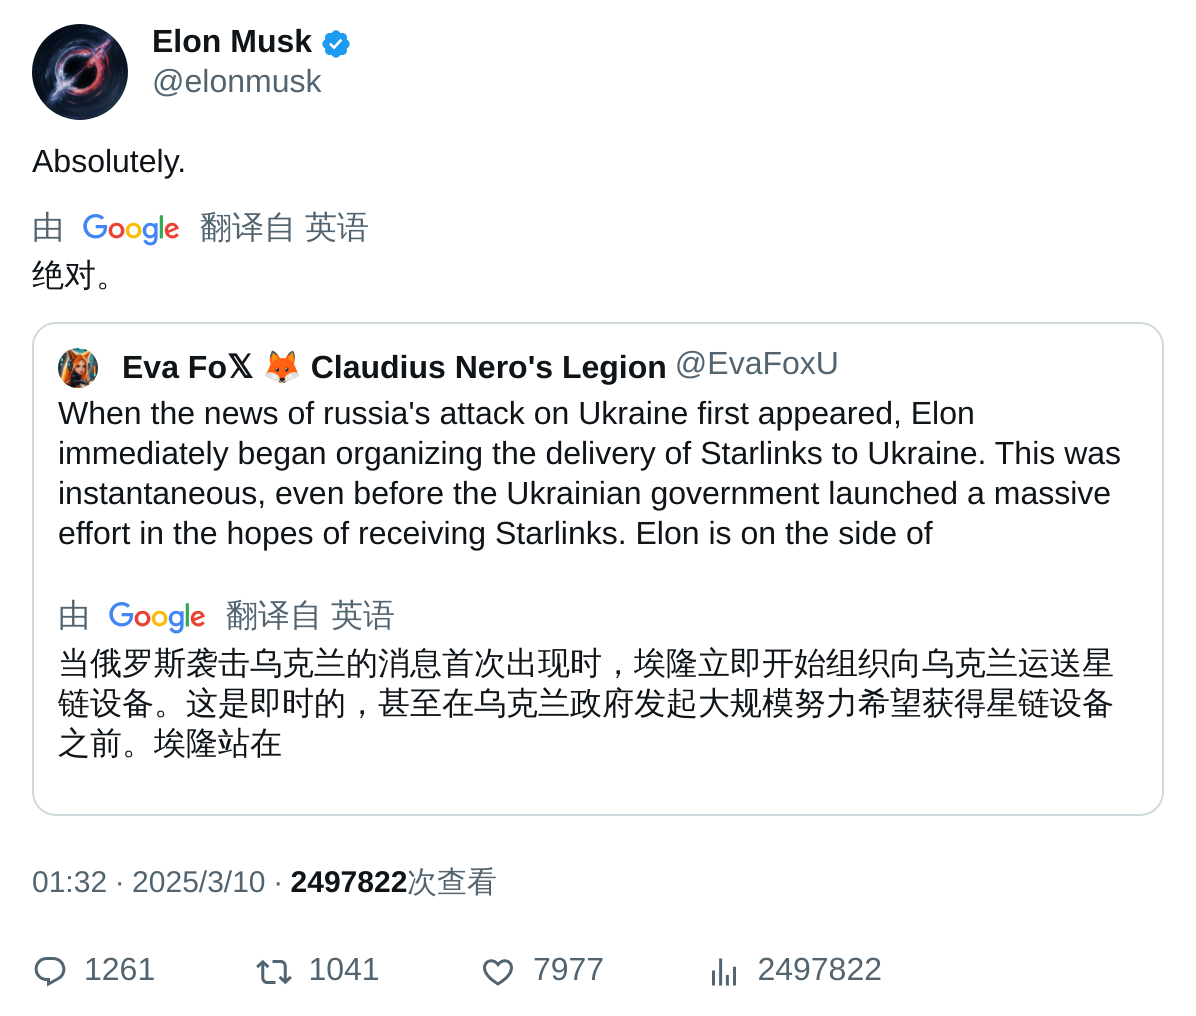 Elon Musk
@elonmusk
Absolutely.
由 Google 翻译自 英语
绝对。
Eva Fo𝕏 🦊 Claudius Nero's Legion @EvaFoxU
When the news of russia's attack on Ukraine first appeared, Elon
immediately began organizing the delivery of Starlinks to Ukraine. This was
instantaneous, even before the Ukrainian government launched a massive
effort in the hopes of receiving Starlinks. Elon is on the side of
由 Google 翻译自 英语
当俄罗斯袭击乌克兰的消息首次出现时，埃隆立即开始组织向乌克兰运送星
链设备。这是即时的，甚至在乌克兰政府发起大规模努力希望获得星链设备
之前。埃隆站在
01:32 · 2025/3/10 · 2497822次查看
1261 1041 7977 2497822